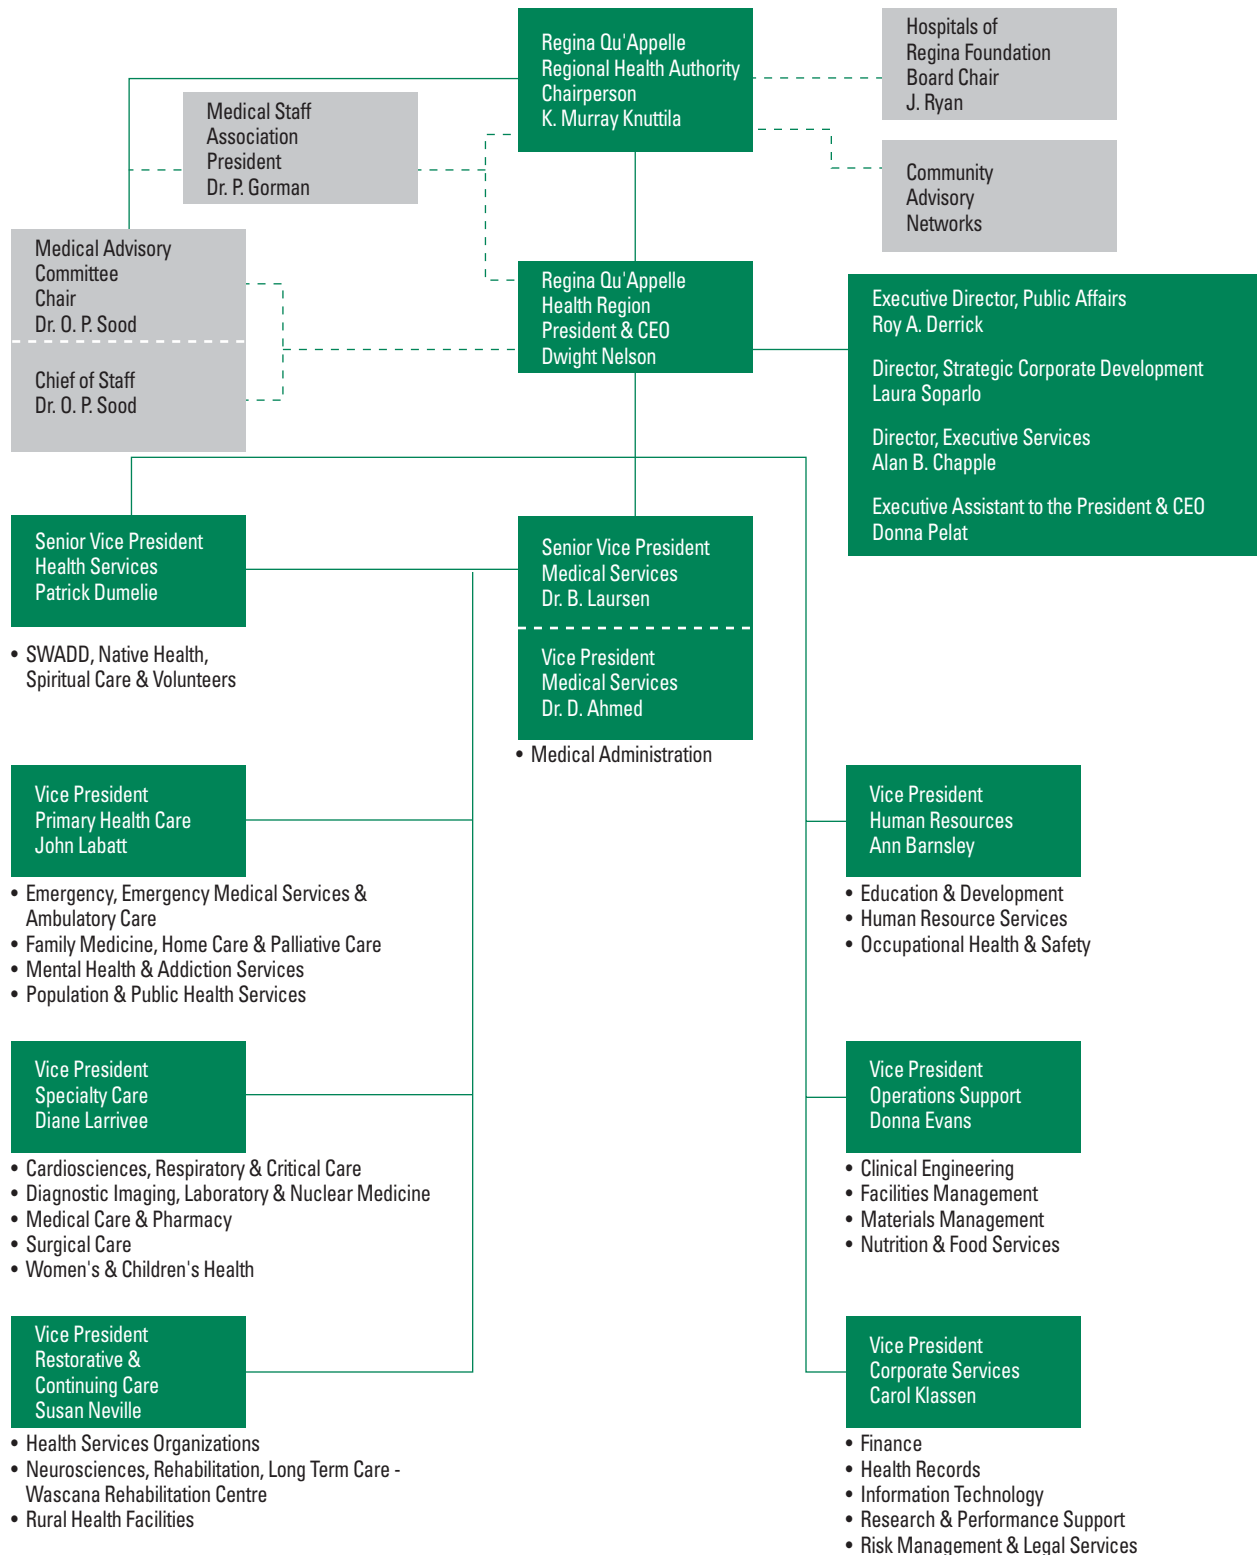 Regina Qu'Appelle
Regional Health Authority
Chairperson
K. Murray Knuttila
Hospitals of
Regina Foundation
Board Chair
J. Ryan
Medical Staff
Association
President
Dr. P. Gorman
Community
Advisory
Networks
Medical Advisory
Committee
Chair
Dr. O. P. Sood
Chief of Staff
Dr. O. P. Sood
Regina Qu'Appelle
Health Region
President & CEO
Dwight Nelson
Executive Director, Public Affairs
Roy A. Derrick
Director, Strategic Corporate Development
Laura Soparlo
Director, Executive Services
Alan B. Chapple
Executive Assistant to the President & CEO
Donna Pelat
Senior Vice President
Health Services
Patrick Dumelie
• SWADD, Native Health,
Spiritual Care & Volunteers
Senior Vice President
Medical Services
Dr. B. Laursen
Vice President
Medical Services
Dr. D. Ahmed
• Medical Administration
Vice President
Primary Health Care
John Labatt
• Emergency, Emergency Medical Services &
Ambulatory Care
• Family Medicine, Home Care & Palliative Care
• Mental Health & Addiction Services
• Population & Public Health Services
Vice President
Human Resources
Ann Barnsley
• Education & Development
• Human Resource Services
• Occupational Health & Safety
Vice President
Specialty Care
Diane Larrivee
• Cardiosciences, Respiratory & Critical Care
• Diagnostic Imaging, Laboratory & Nuclear Medicine
• Medical Care & Pharmacy
• Surgical Care
• Women's & Children's Health
Vice President
Operations Support
Donna Evans
• Clinical Engineering
• Facilities Management
• Materials Management
• Nutrition & Food Services
Vice President
Restorative &
Continuing Care
Susan Neville
• Health Services Organizations
• Neurosciences, Rehabilitation, Long Term Care -
Wascana Rehabilitation Centre
• Rural Health Facilities
Vice President
Corporate Services
Carol Klassen
• Finance
• Health Records
• Information Technology
• Research & Performance Support
• Risk Management & Legal Services